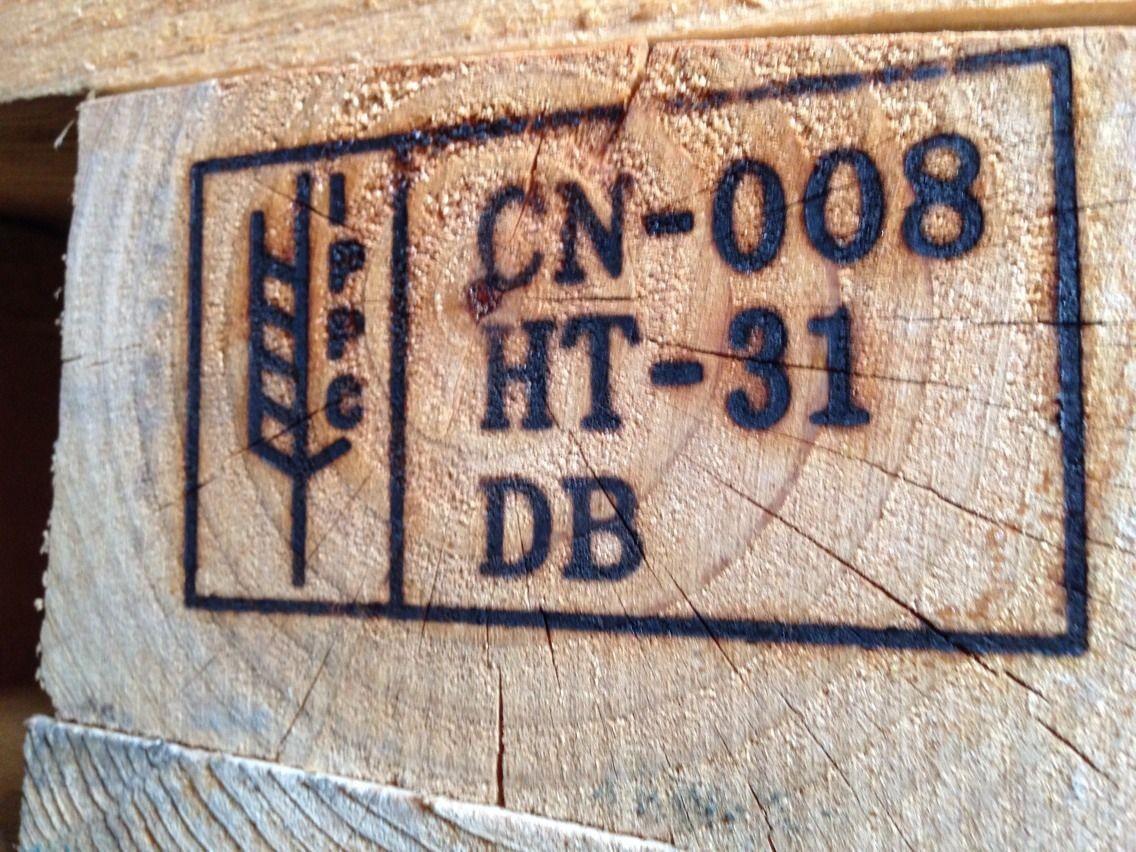 IPPC
CN-008
HT-31
DB